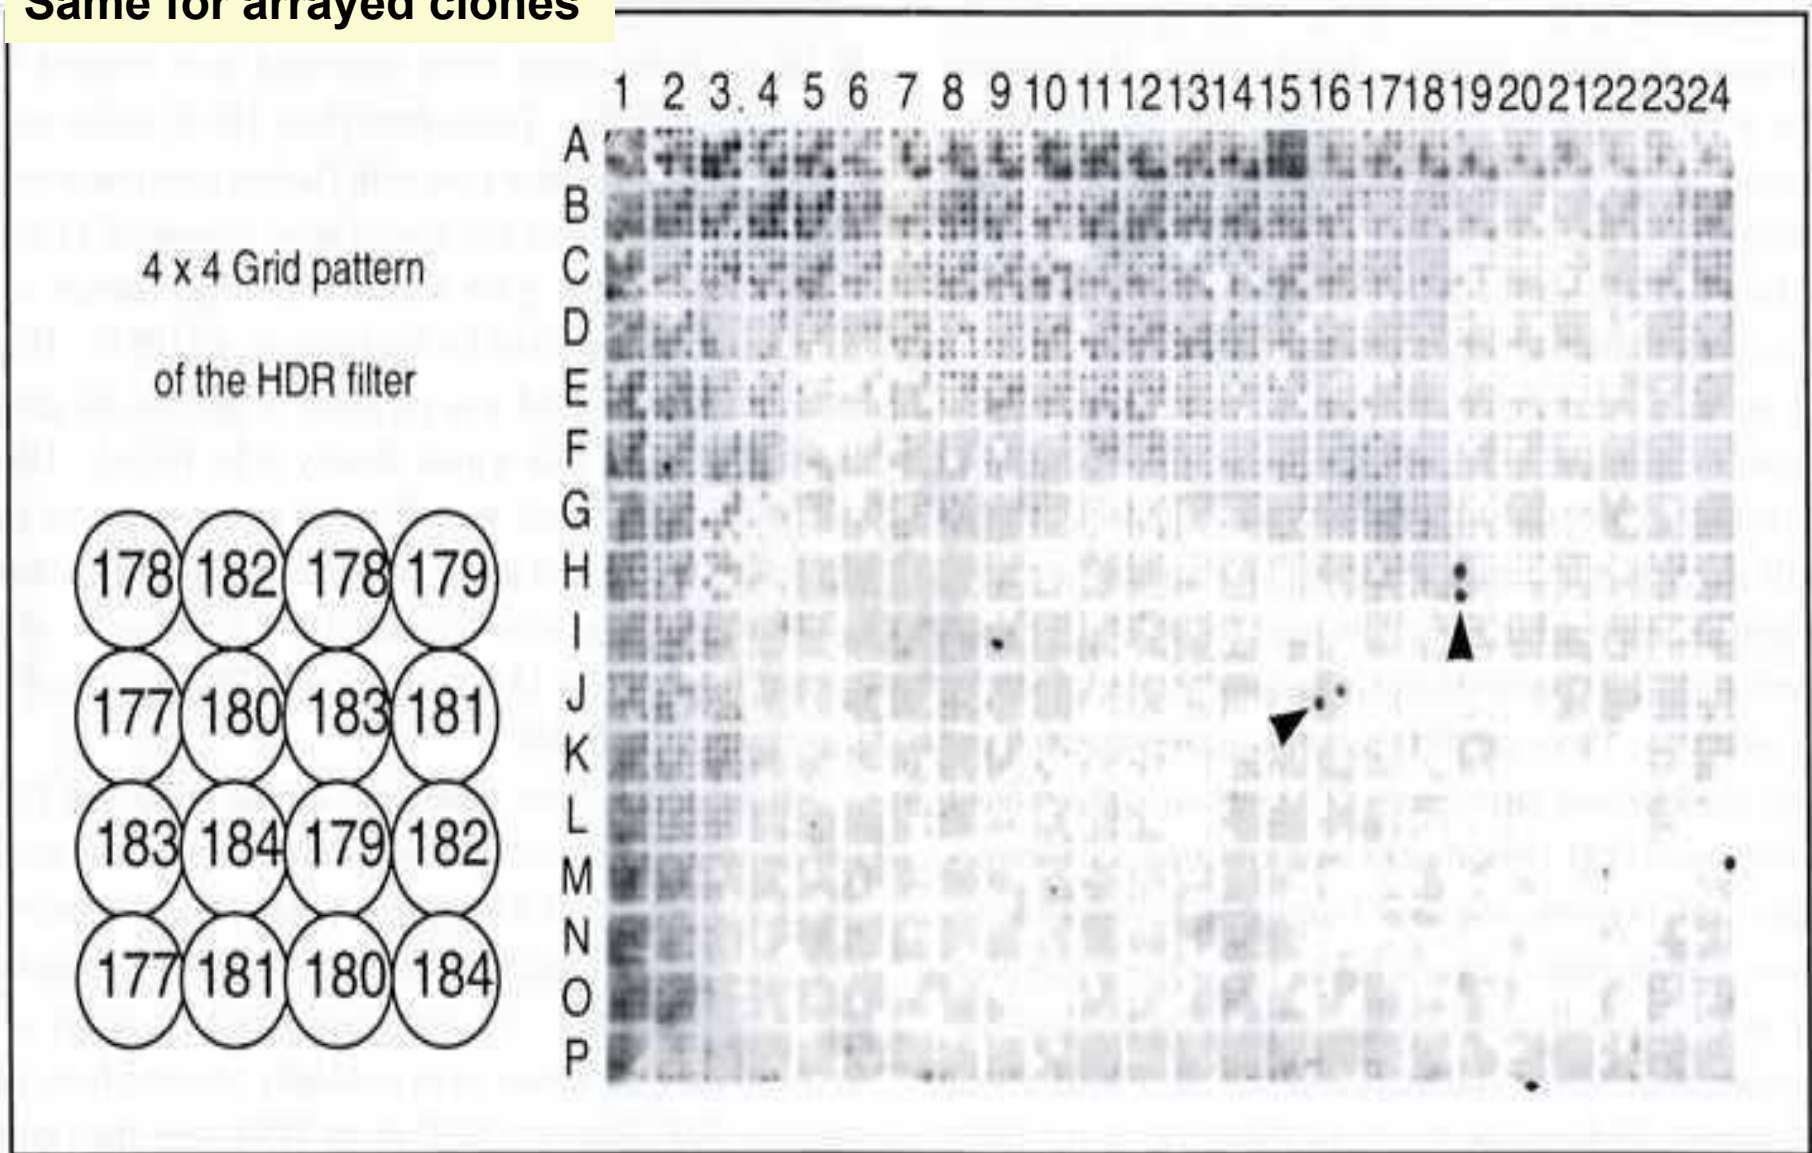 Same for arrayed clones
1 2 3. 4 5 6 7 8 9 10 11 12 13 14 15 16 17 18 19 20 21 22 23 24
A
B
C
D
E
F
G
H
I
J
K
L
M
N
O
P
4 x 4 Grid pattern
of the HDR filter
178 182 178 179
177 180 183 181
183 184 179 182
177 181 180 184